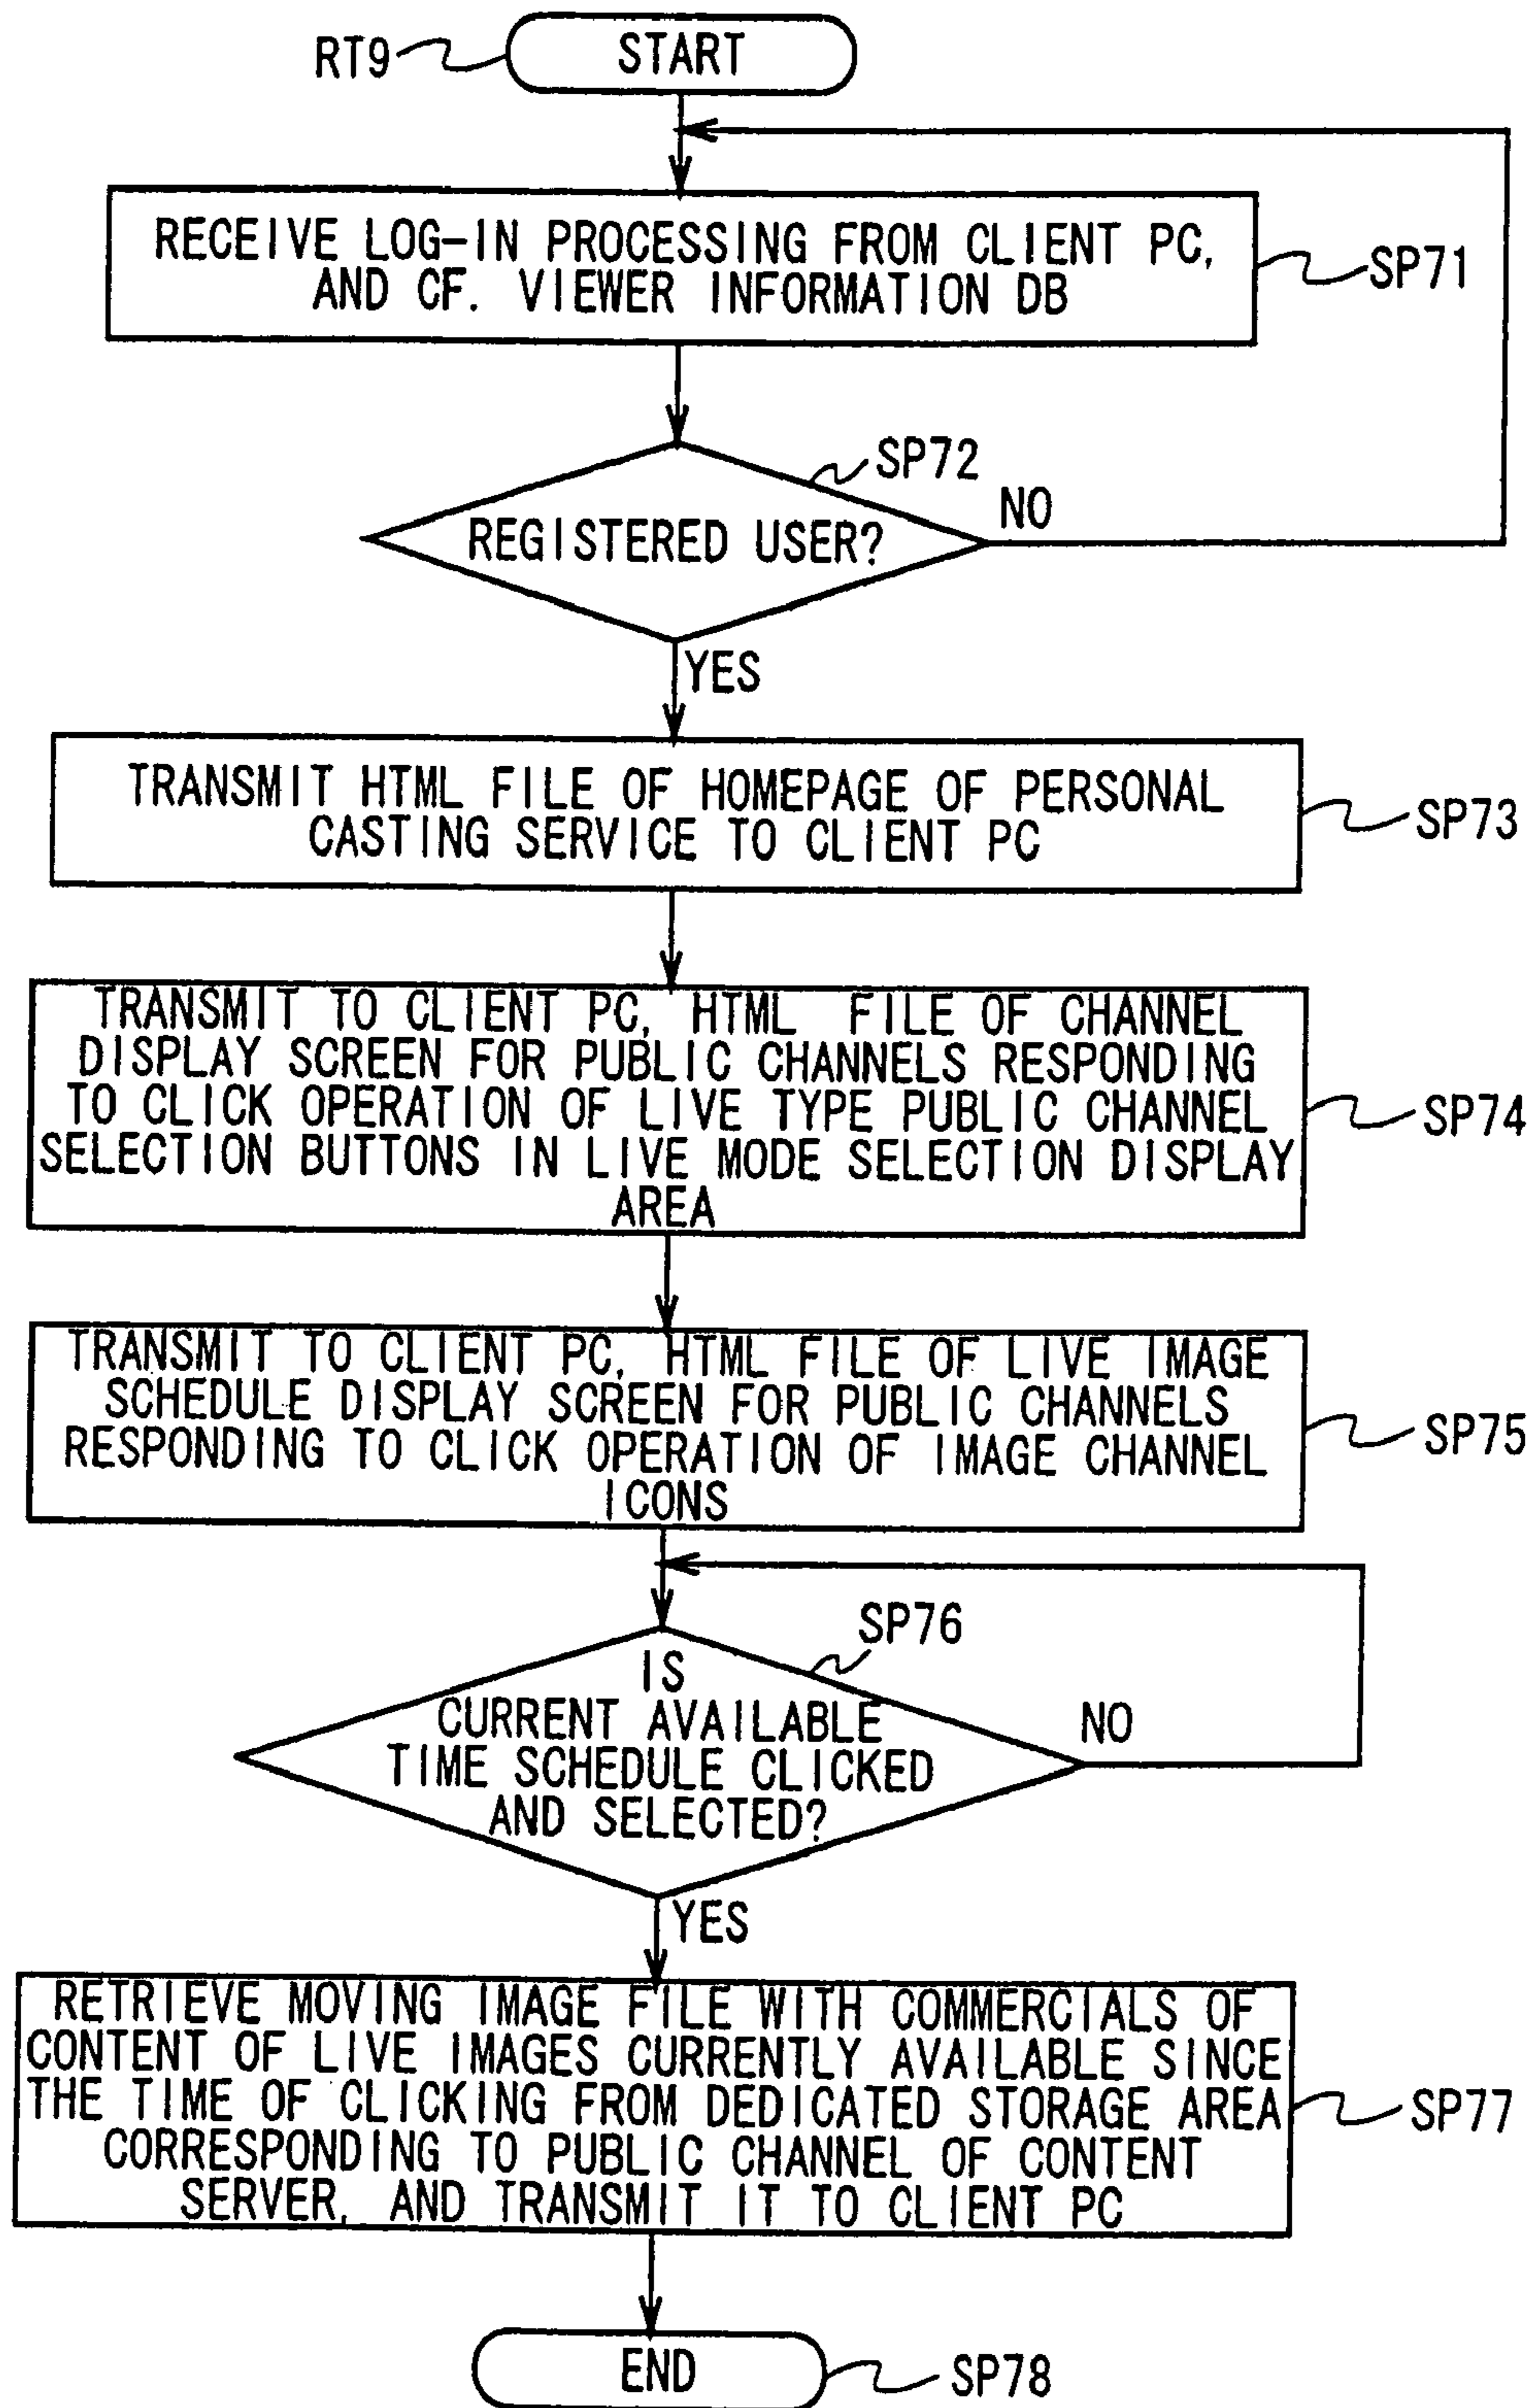 RT9
START
RECEIVE LOG-IN PROCESSING FROM CLIENT PC,
AND CF. VIEWER INFORMATION DB
SP71
SP72
REGISTERED USER?
NO
YES
TRANSMIT HTML FILE OF HOMEPAGE OF PERSONAL
CASTING SERVICE TO CLIENT PC
SP73
TRANSMIT TO CLIENT PC, HTML FILE OF CHANNEL
DISPLAY SCREEN FOR PUBLIC CHANNELS RESPONDING
TO CLICK OPERATION OF LIVE TYPE PUBLIC CHANNEL
SELECTION BUTTONS IN LIVE MODE SELECTION DISPLAY
AREA
SP74
TRANSMIT TO CLIENT PC, HTML FILE OF LIVE IMAGE
SCHEDULE DISPLAY SCREEN FOR PUBLIC CHANNELS
RESPONDING TO CLICK OPERATION OF IMAGE CHANNEL
ICONS
SP75
SP76
IS
CURRENT AVAILABLE
TIME SCHEDULE CLICKED
AND SELECTED?
NO
YES
RETRIEVE MOVING IMAGE FILE WITH COMMERCIALS OF
CONTENT OF LIVE IMAGES CURRENTLY AVAILABLE SINCE
THE TIME OF CLICKING FROM DEDICATED STORAGE AREA
CORRESPONDING TO PUBLIC CHANNEL OF CONTENT
SERVER, AND TRANSMIT IT TO CLIENT PC
SP77
END
SP78